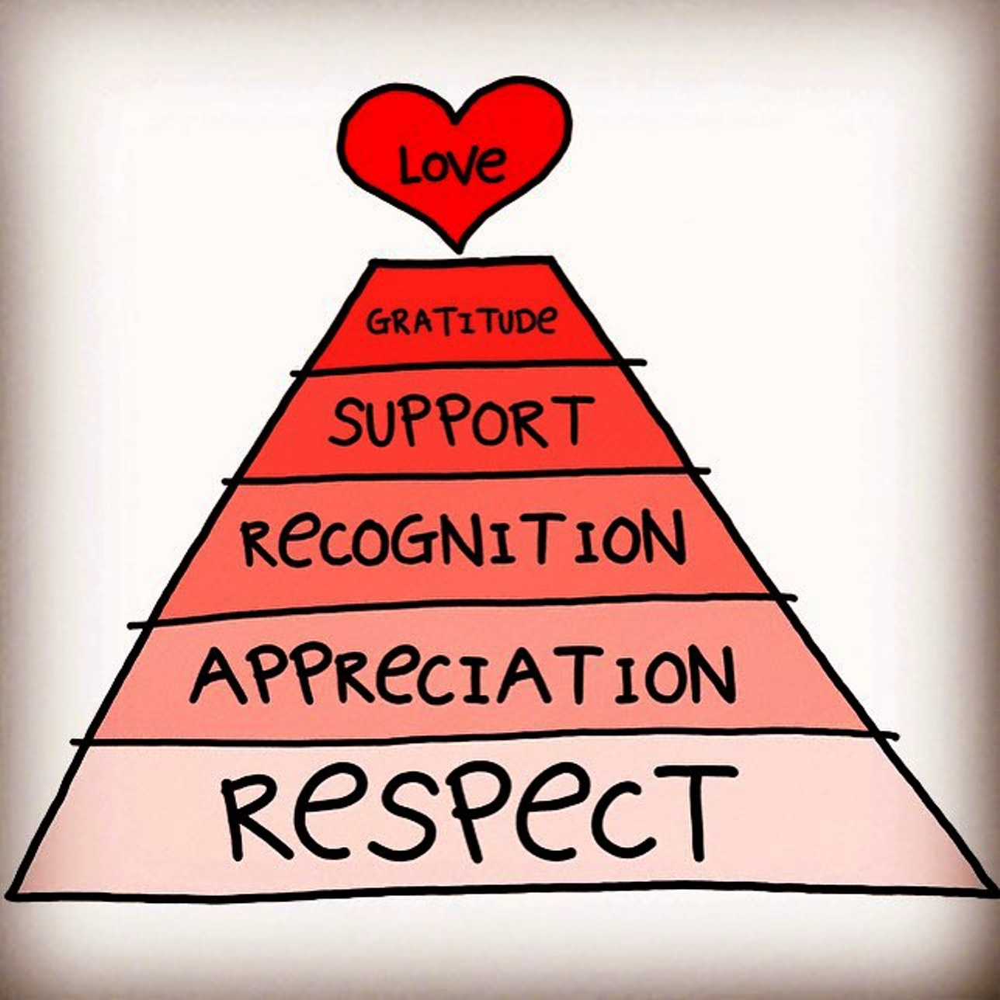 Love
GRATITUDe
SUPPORT
ReCOGNITION
APPReCIATION
ResPecT